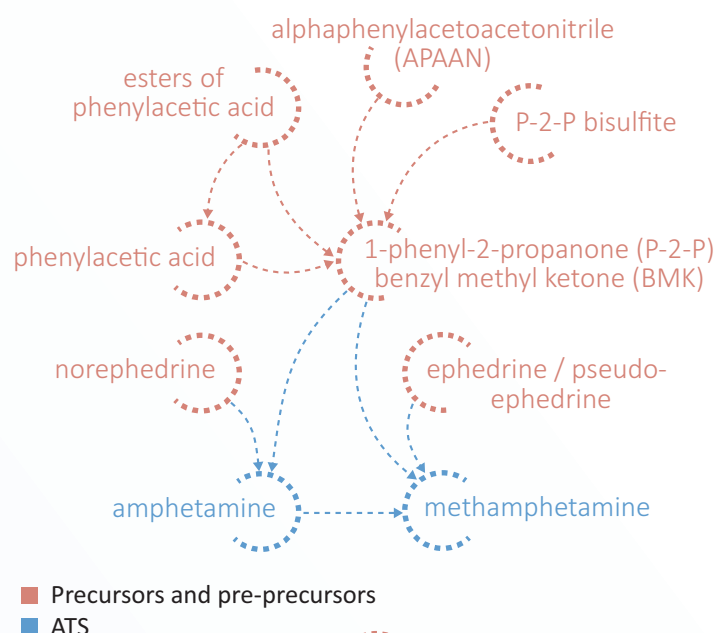 alphaphenylacetoacetonitrile
(APAAN)
esters of
phenylacetic acid
P-2-P bisulfite
phenylacetic acid
1-phenyl-2-propanone (P-2-P)
benzyl methyl ketone (BMK)
norephedrine
ephedrine / pseudo-
ephedrine
amphetamine
methamphetamine
Precursors and pre-precursors
ATS